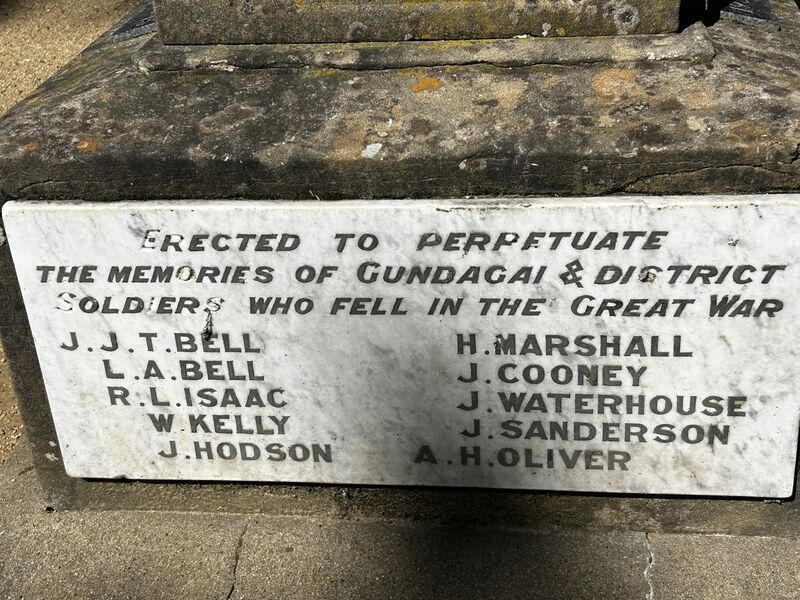 ERECTED TO PERPETUATE
THE MEMORIES OF GUNDAGAI & DISTRICT
SOLDIERS WHO FELL IN THE GREAT WAR
J.J.T.BELL H.MARSHALL
L.A.BELL J.COONEY
R.L.ISAAC J.WATERHOUSE
W.KELLY J.SANDERSON
J.HODSON A.H.OLIVER